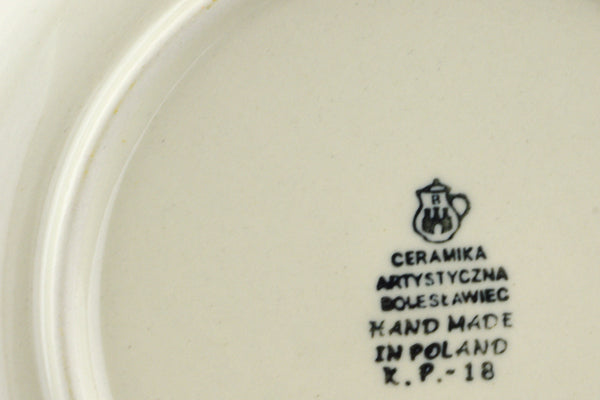 R
CERAMIKA
ARTYSTYCZNA
BOLESŁAWIEC
HAND MADE
IN POLAND
K. P.-18